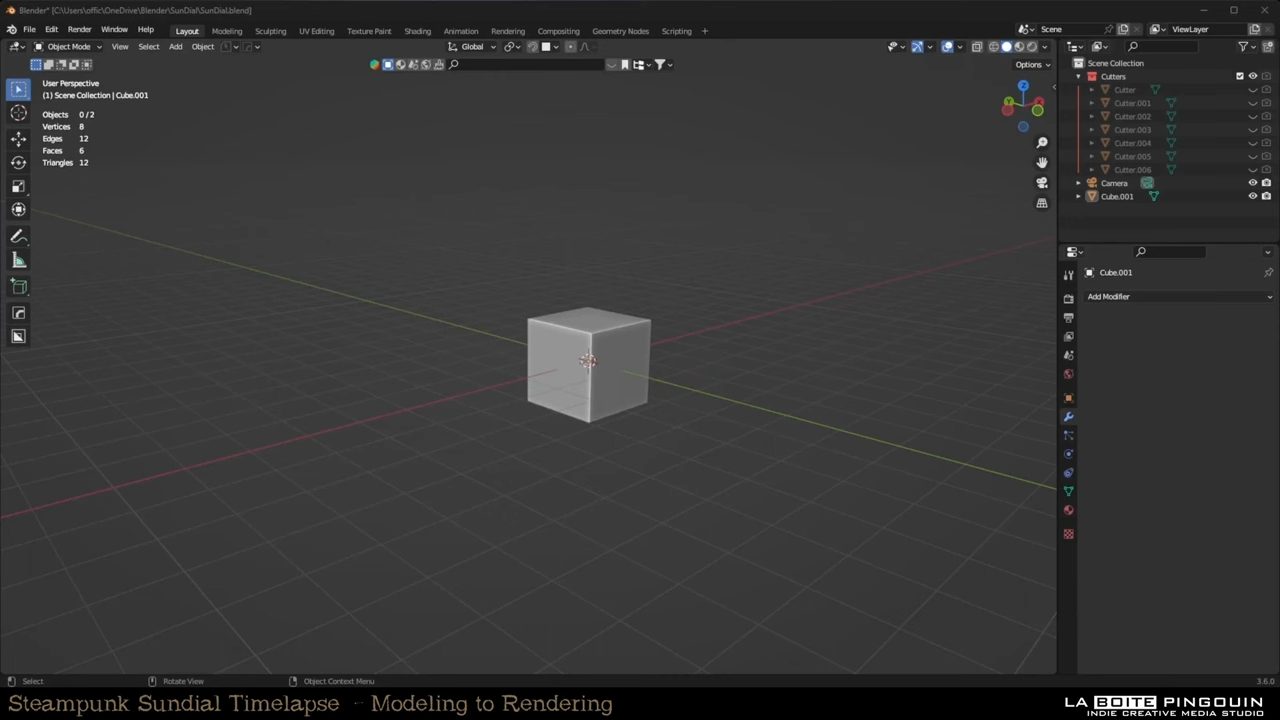 Blender* [C:\Users\offic\OneDrive\Blender\SunDial\SunDial.blend]
File Edit Render Window Help Layout Modeling Sculpting UV Editing Texture Paint Shading Animation Rendering Compositing Geometry Nodes Scripting + Scene ViewLayer
Object Mode View Select Add Object Global
Options
User Perspective
(1) Scene Collection | Cube.001
Objects 0/2
Vertices 8
Edges 12
Faces 6
Triangles 12
Z
Y
X
Scene Collection
Cutters
Cutter
Cutter.001
Cutter.002
Cutter.003
Cutter.004
Cutter.005
Cutter.006
Camera
Cube.001
Cube.001
Add Modifier
Select Rotate View Object Context Menu 3.6.0
Steampunk Sundial Timelapse - Modeling to Rendering
LA BOITE PINGOUIN
INDIE CREATIVE MEDIA STUDIO